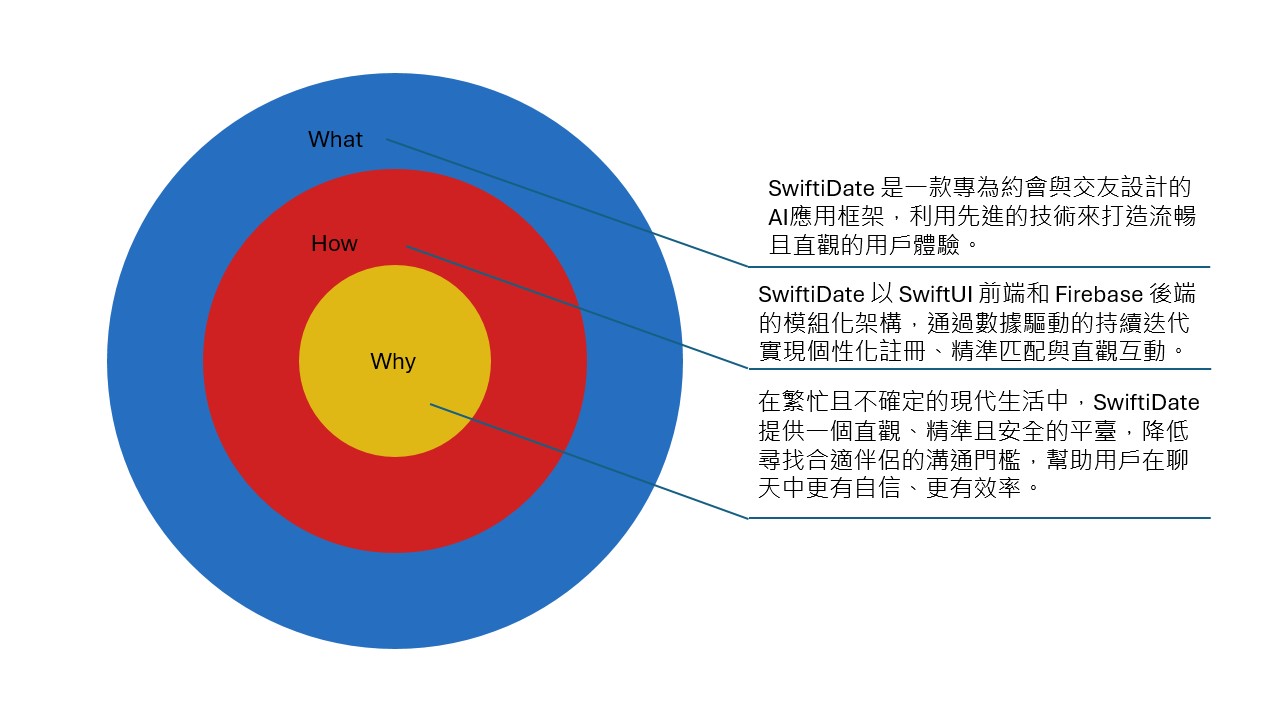 What
SwiftiDate 是一款專為約會與交友設計的
AI應用框架，利用先進的技術來打造流暢
且直觀的用戶體驗。
How
SwiftiDate 以 SwiftUI 前端和 Firebase 後端
的模組化架構，通過數據驅動的持續迭代
實現個性化註冊、精準匹配與直觀互動。
Why
在繁忙且不確定的現代生活中，SwiftiDate
提供一個直觀、精準且安全的平臺，降低
尋找合適伴侶的溝通門檻，幫助用戶在聊
天中更有自信、更有效率。